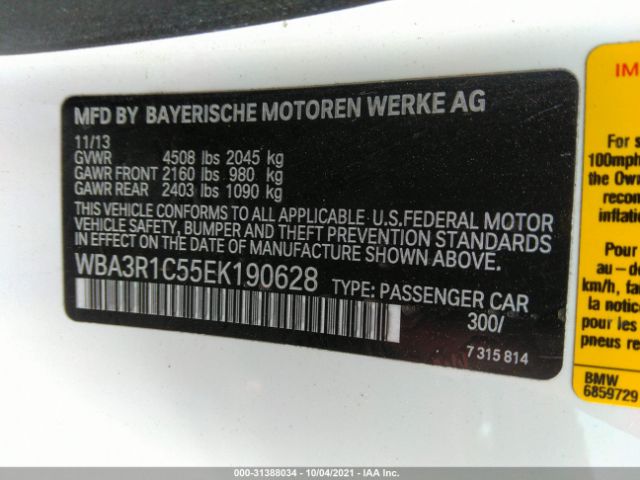 MFD BY BAYERISCHE MOTOREN WERKE AG
11/13
GVWR 4508 lbs 2045 kg
GAWR FRONT 2160 lbs 980 kg
GAWR REAR 2403 lbs 1090 kg
THIS VEHICLE CONFORMS TO ALL APPLICABLE U.S.FEDERAL MOTOR
VEHICLE SAFETY, BUMPER AND THEFT PREVENTION STANDARDS
IN EFFECT ON THE DATE OF MANUFACTURE SHOWN ABOVE.
WBA3R1C55EK190628 TYPE: PASSENGER CAR
300/
7 315 814
IM
For s
100mph
the Own
recom
inflati
Pour
au-de
km/h, fai
la notice
pour les
pneus re
BMW
6859729
000-31388034 - 10/04/2021 - IAA Inc.